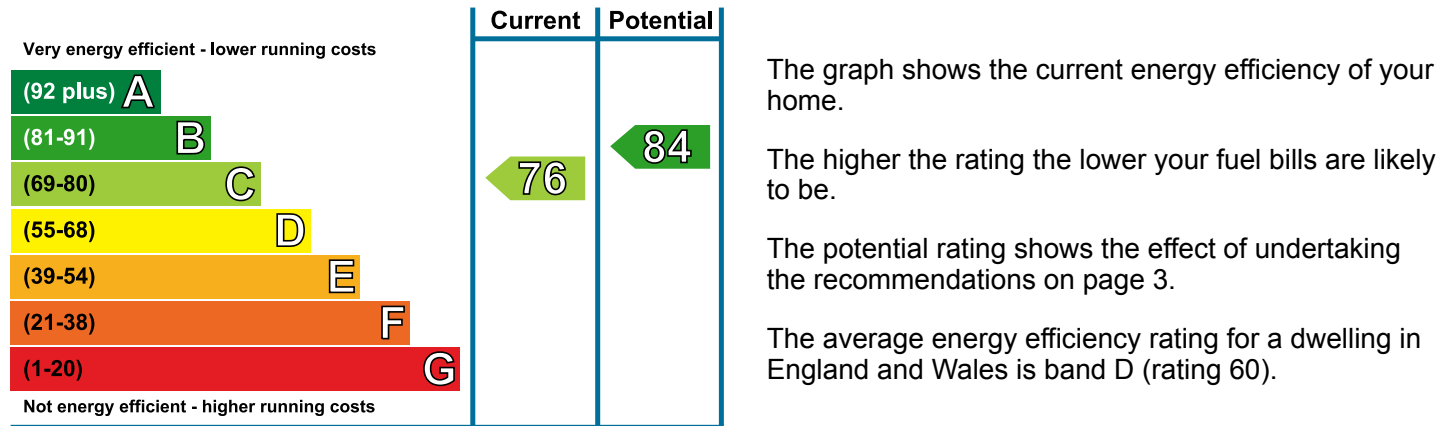 Current Potential
Very energy efficient - lower running costs
(92 plus) A
(81-91) B
(69-80) C
(55-68) D
(39-54) E
(21-38) F
(1-20) G
Not energy efficient - higher running costs
76
84
The graph shows the current energy efficiency of your
home.
The higher the rating the lower your fuel bills are likely
to be.
The potential rating shows the effect of undertaking
the recommendations on page 3.
The average energy efficiency rating for a dwelling in
England and Wales is band D (rating 60).